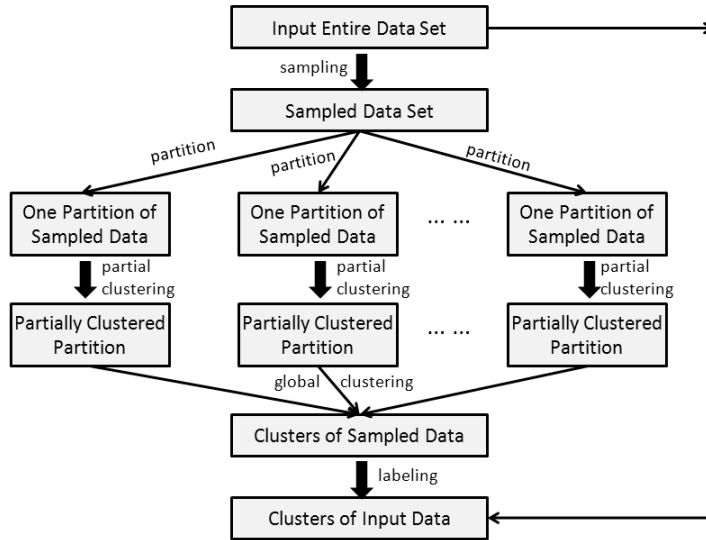 Input Entire Data Set
sampling
Sampled Data Set
partition
partition
partition
One Partition of
Sampled Data
One Partition of
Sampled Data
... ...
One Partition of
Sampled Data
partial
clustering
partial
clustering
partial
clustering
Partially Clustered
Partition
Partially Clustered
Partition
... ...
Partially Clustered
Partition
global clustering
Clusters of Sampled Data
labeling
Clusters of Input Data